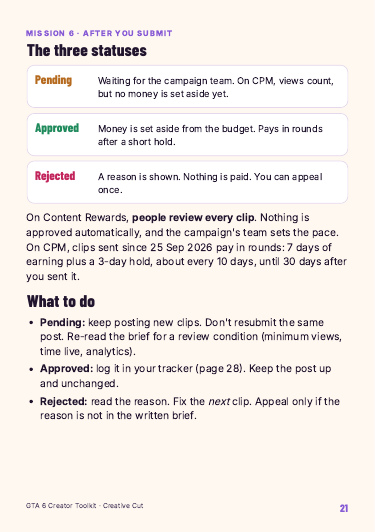 MISSION 6 · AFTER YOU SUBMIT
The three statuses
Pending
Waiting for the campaign team. On CPM, views count,
but no money is set aside yet.
Approved
Money is set aside from the budget. Pays in rounds
after a short hold.
Rejected
A reason is shown. Nothing is paid. You can appeal
once.
On Content Rewards, people review every clip. Nothing is
approved automatically, and the campaign's team sets the pace.
On CPM, clips sent since 25 Sep 2026 pay in rounds: 7 days of
earning plus a 3-day hold, about every 10 days, until 30 days after
you sent it.
What to do
• Pending: keep posting new clips. Don't resubmit the same
post. Re-read the brief for a review condition (minimum views,
time live, analytics).
• Approved: log it in your tracker (page 28). Keep the post up
and unchanged.
• Rejected: read the reason. Fix the next clip. Appeal only if the
reason is not in the written brief.
GTA 6 Creator Toolkit · Creative Cut
21